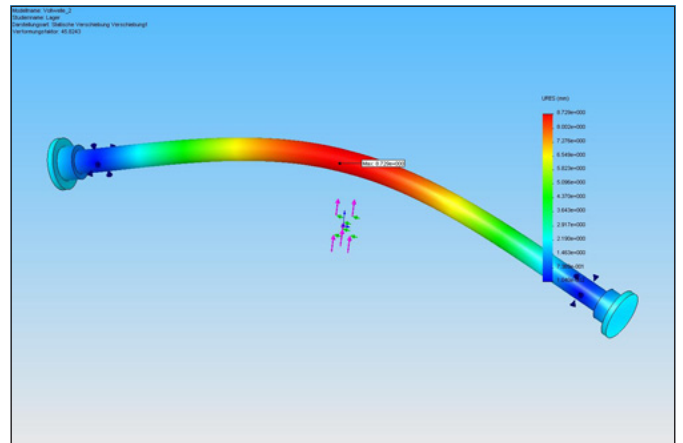 Modellname: Vollwelle_2
Studienname: Lager
Darstellungsart: Statische Verschiebung Verschiebung1
Verformungsfaktor: 45.8243
URES (mm)
8.729e+000
8.002e+000
7.275e+000
6.549e+000
5.823e+000
5.096e+000
4.370e+000
3.643e+000
2.917e+000
2.190e+000
1.463e+000
Max: 8.729e+000